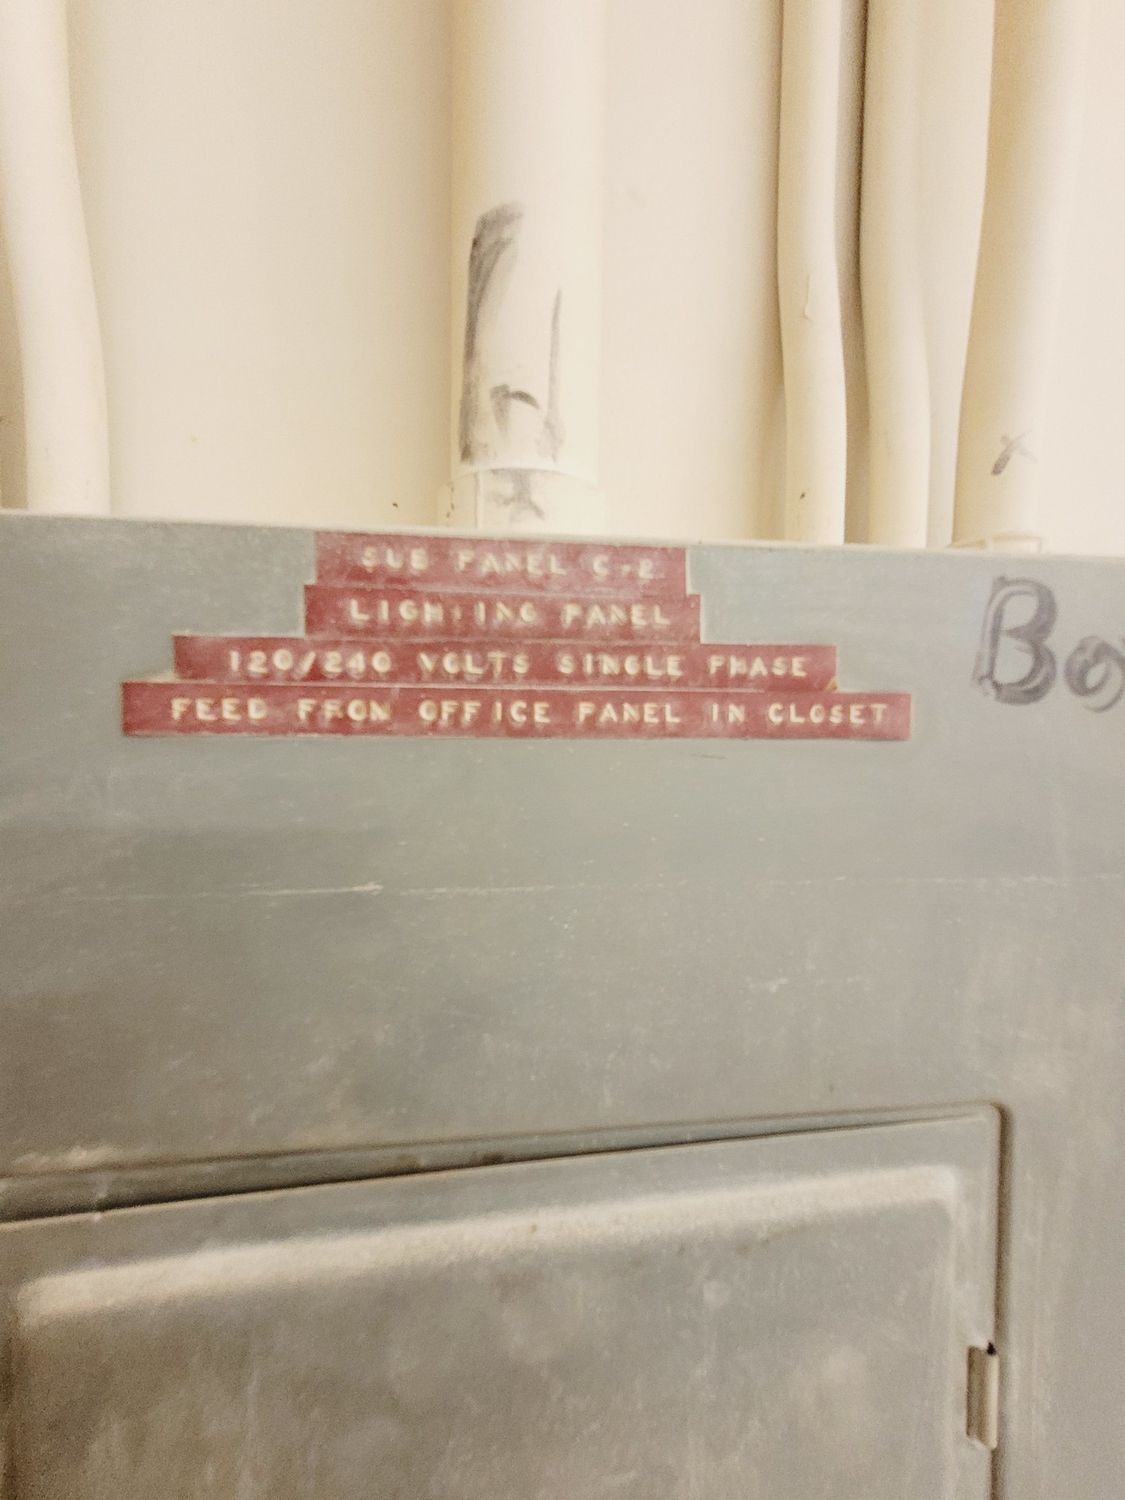 SUB PANEL C-2
LIGHTING PANEL
120/240 VOLTS SINGLE PHASE
FEED FROM OFFICE PANEL IN CLOSET